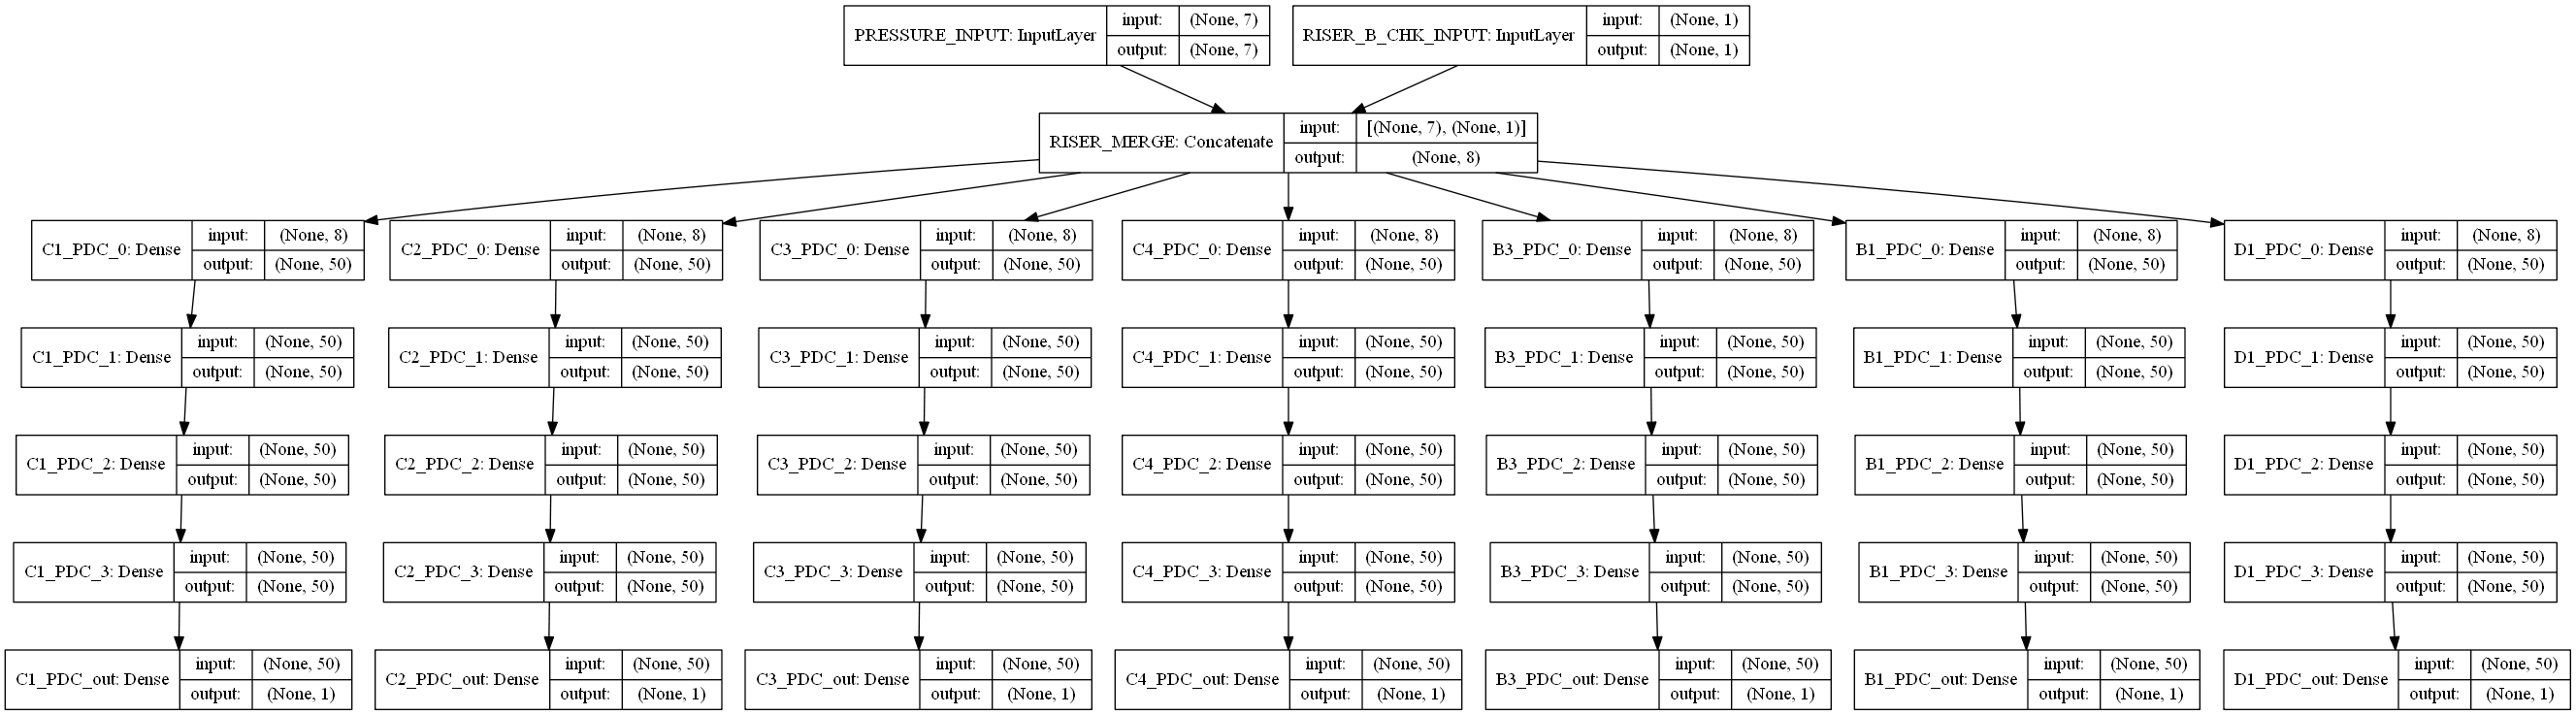 PRESSURE_INPUT: InputLayer input: (None, 7) RISER_B_CHK_INPUT: InputLayer input: (None, 1)
output: (None, 7) output: (None, 1)
RISER_MERGE: Concatenate input: [(None, 7), (None, 1)]
output: (None, 8)
C1_PDC_0: Dense input: (None, 8) C2_PDC_0: Dense input: (None, 8) C3_PDC_0: Dense input: (None, 8) C4_PDC_0: Dense input: (None, 8) B3_PDC_0: Dense input: (None, 8) B1_PDC_0: Dense input: (None, 8) D1_PDC_0: Dense input: (None, 8)
output: (None, 50) output: (None, 50) output: (None, 50) output: (None, 50) output: (None, 50) output: (None, 50) output: (None, 50)
C1_PDC_1: Dense input: (None, 50) C2_PDC_1: Dense input: (None, 50) C3_PDC_1: Dense input: (None, 50) C4_PDC_1: Dense input: (None, 50) B3_PDC_1: Dense input: (None, 50) B1_PDC_1: Dense input: (None, 50) D1_PDC_1: Dense input: (None, 50)
output: (None, 50) output: (None, 50) output: (None, 50) output: (None, 50) output: (None, 50) output: (None, 50) output: (None, 50)
C1_PDC_2: Dense input: (None, 50) C2_PDC_2: Dense input: (None, 50) C3_PDC_2: Dense input: (None, 50) C4_PDC_2: Dense input: (None, 50) B3_PDC_2: Dense input: (None, 50) B1_PDC_2: Dense input: (None, 50) D1_PDC_2: Dense input: (None, 50)
output: (None, 50) output: (None, 50) output: (None, 50) output: (None, 50) output: (None, 50) output: (None, 50) output: (None, 50)
C1_PDC_3: Dense input: (None, 50) C2_PDC_3: Dense input: (None, 50) C3_PDC_3: Dense input: (None, 50) C4_PDC_3: Dense input: (None, 50) B3_PDC_3: Dense input: (None, 50) B1_PDC_3: Dense input: (None, 50) D1_PDC_3: Dense input: (None, 50)
output: (None, 50) output: (None, 50) output: (None, 50) output: (None, 50) output: (None, 50) output: (None, 50) output: (None, 50)
C1_PDC_out: Dense input: (None, 50) C2_PDC_out: Dense input: (None, 50) C3_PDC_out: Dense input: (None, 50) C4_PDC_out: Dense input: (None, 50) B3_PDC_out: Dense input: (None, 50) B1_PDC_out: Dense input: (None, 50) D1_PDC_out: Dense input: (None, 50)
output: (None, 1) output: (None, 1) output: (None, 1) output: (None, 1) output: (None, 1) output: (None, 1) output: (None, 1)